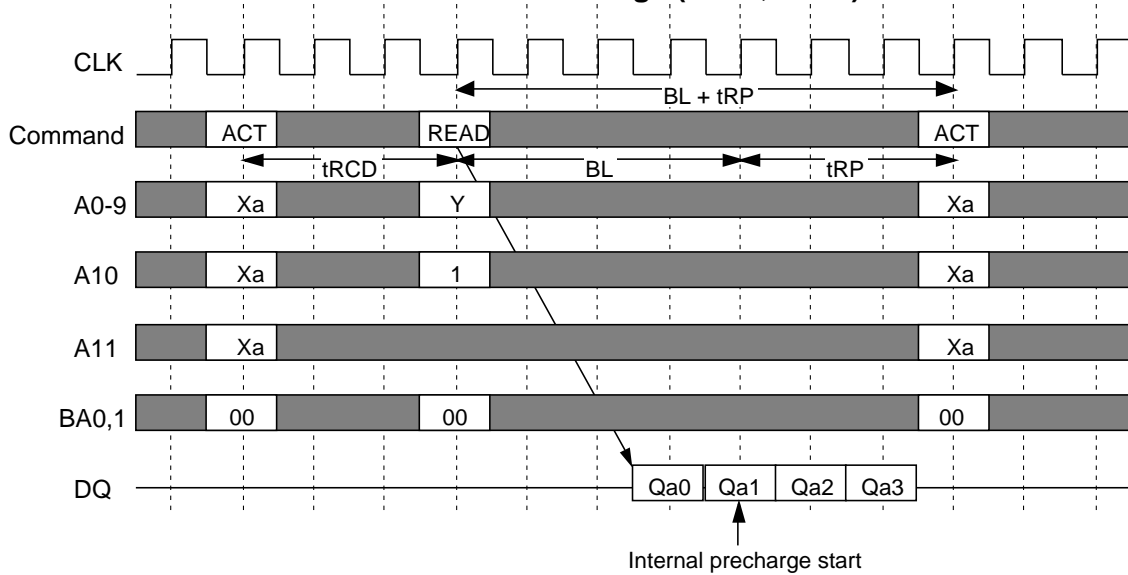 CLK
BL + tRP
Command ACT READ ACT
tRCD BL tRP
A0-9 Xa Y Xa
A10 Xa 1 Xa
A11 Xa Xa
BA0,1 00 00 00
DQ Qa0 Qa1 Qa2 Qa3
Internal precharge start